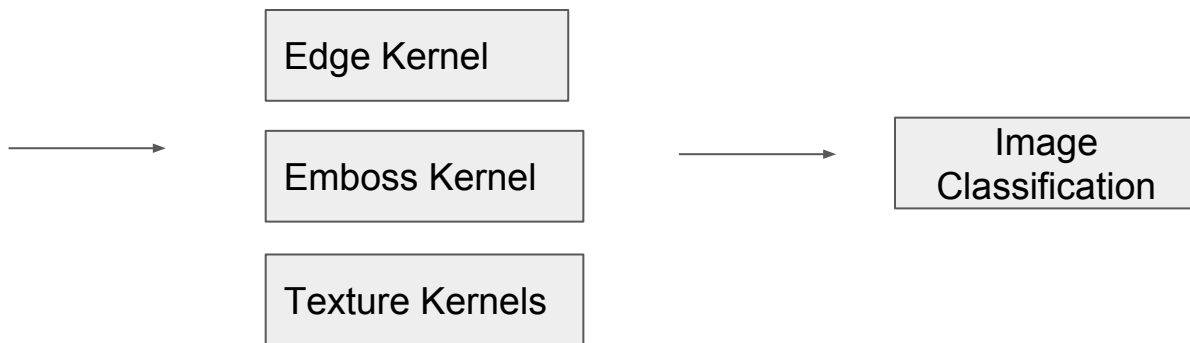 Edge Kernel
Emboss Kernel
Image
Classification
Texture Kernels